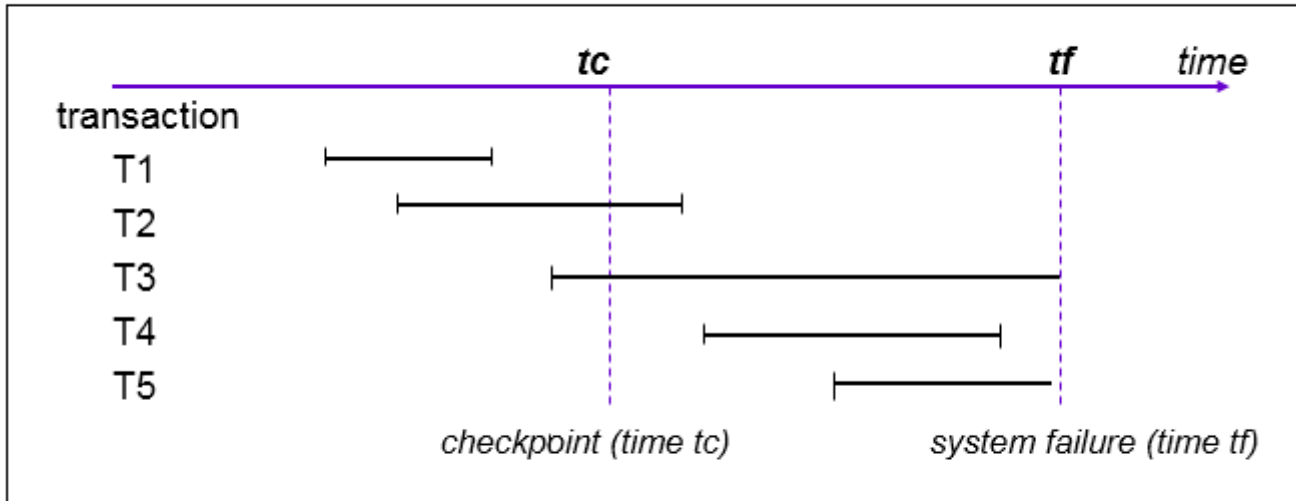 tc tf time
transaction
T1
T2
T3
T4
T5
checkpoint (time tc) system failure (time tf)